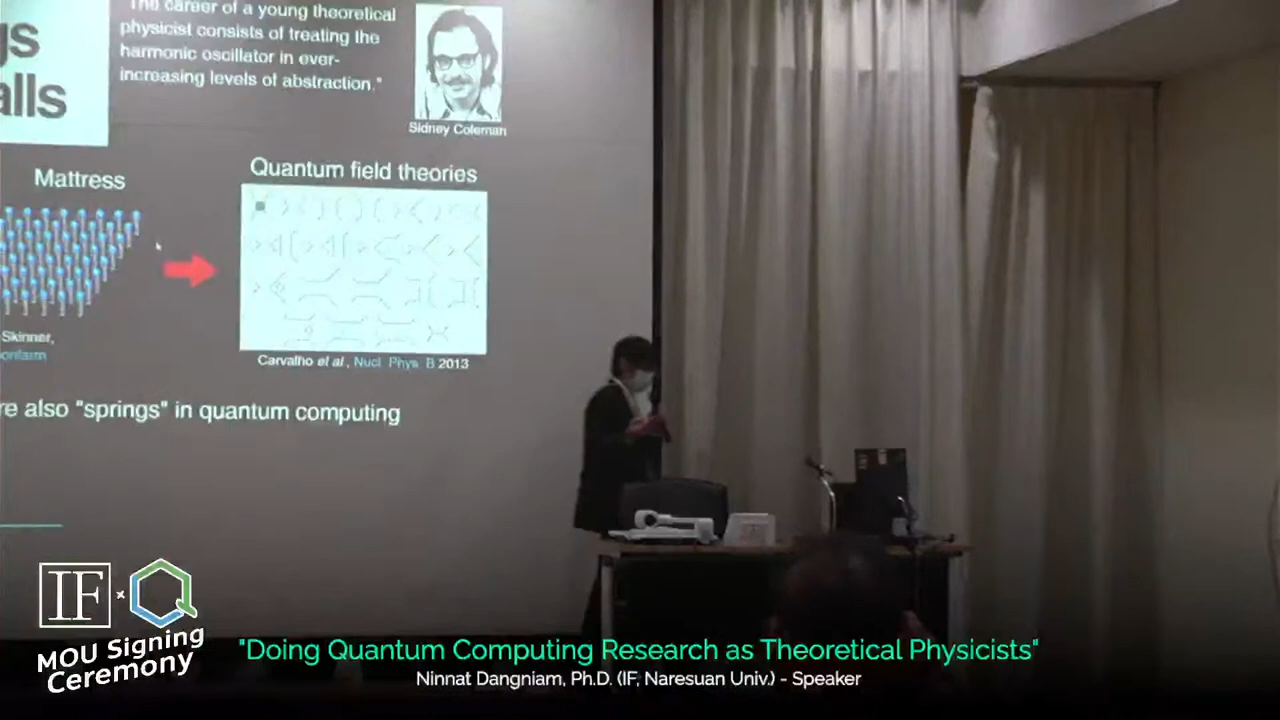 "The career of a young theoretical
physicist consists of treating the
harmonic oscillator in ever-
increasing levels of abstraction."
gs
alls
Sidney Coleman
Mattress
Quantum field theories
Skinner,
Carvalho et al, Nucl. Phys. B 2013
re also "springs" in quantum computing
IF x Q
MOU Signing
Ceremony
"Doing Quantum Computing Research as Theoretical Physicists"
Ninnat Dangniam, Ph.D. (IF, Naresuan Univ.) - Speaker